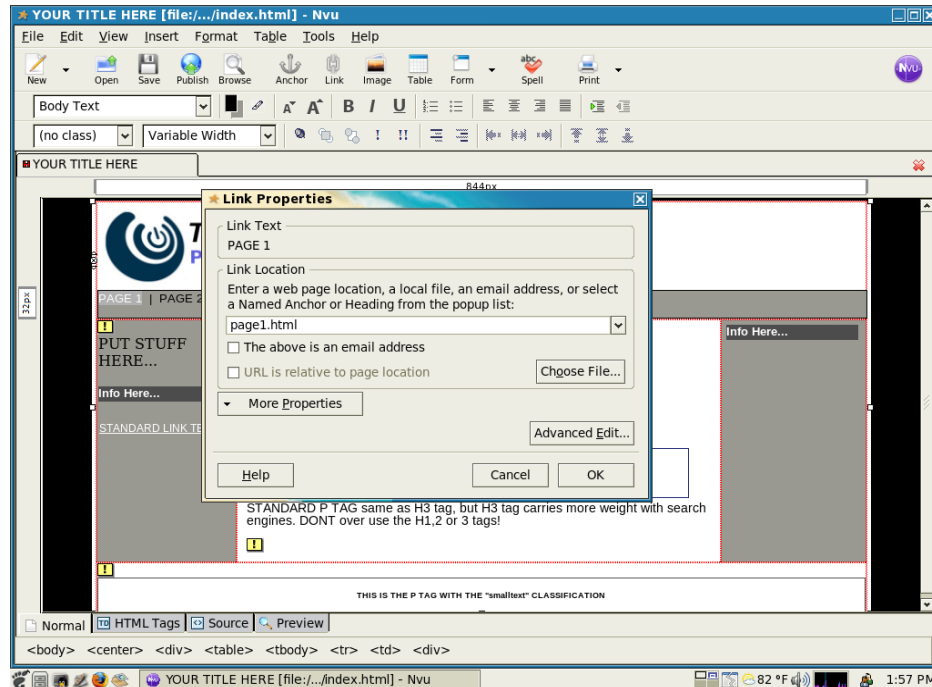 YOUR TITLE HERE [file:/.../index.html] - Nvu
File Edit View Insert Format Table Tools Help
New Open Save Publish Browse Anchor Link Image Table Form Spell Print
Nvu
Body Text
(no class) Variable Width
YOUR TITLE HERE
844px
Link Properties
Link Text
PAGE 1
Link Location
Enter a web page location, a local file, an email address, or select
a Named Anchor or Heading from the popup list:
page1.html
The above is an email address
URL is relative to page location
Choose File...
More Properties
Advanced Edit...
Help Cancel OK
32px
PAGE 1 | PAGE 2
PUT STUFF
HERE...
Info Here...
Info Here...
STANDARD LINK TE
STANDARD P TAG same as H3 tag, but H3 tag carries more weight with search
engines. DONT over use the H1,2 or 3 tags!
THIS IS THE P TAG WITH THE "smalltext" CLASSIFICATION
Normal HTML Tags Source Preview
<body> <center> <div> <table> <tbody> <tr> <td> <div>
YOUR TITLE HERE [file:/.../index.html] - Nvu 82 °F 1:57 PM